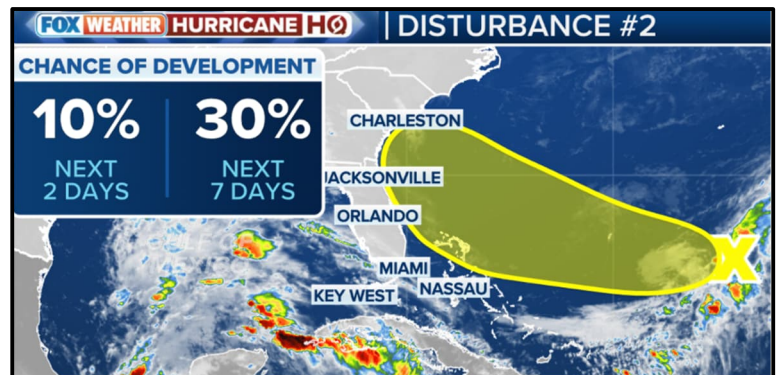 FOX WEATHER HURRICANE HQ | DISTURBANCE #2
CHANCE OF DEVELOPMENT
10% 30%
NEXT NEXT
2 DAYS 7 DAYS
CHARLESTON
JACKSONVILLE
ORLANDO
MIAMI
NASSAU
KEY WEST
X